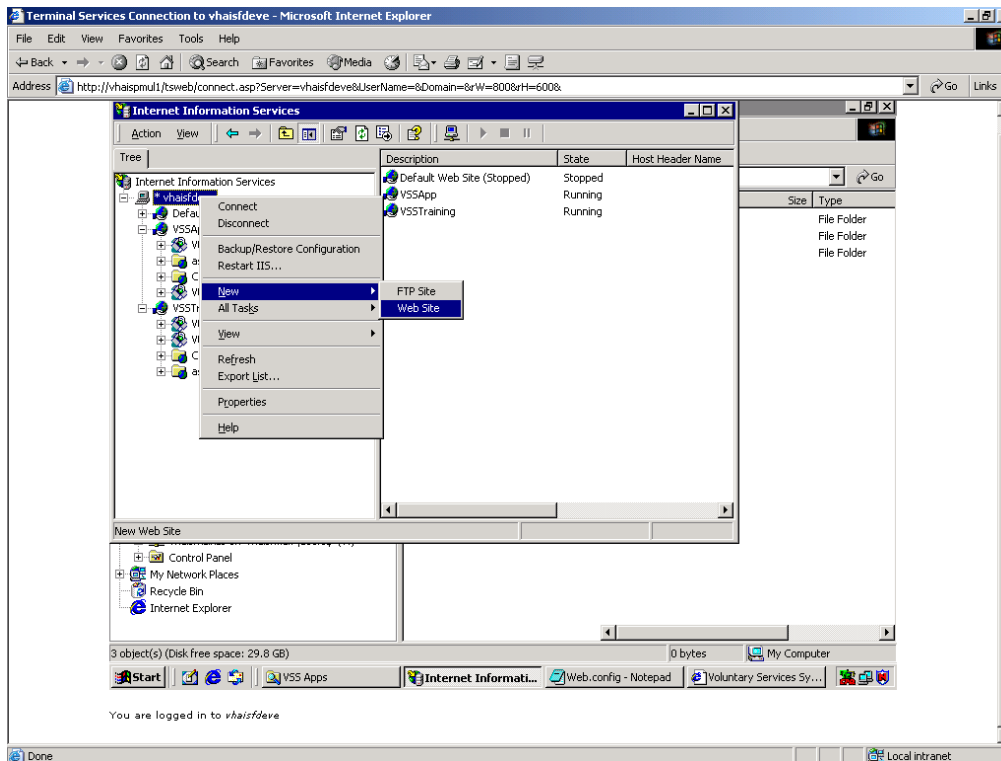 Terminal Services Connection to vhaisfdeve - Microsoft Internet Explorer
File Edit View Favorites Tools Help
Back Search Favorites Media
Address http://vhaispmul1/tsweb/connect.asp?Server=vhaisfdeve&UserName=&Domain=&rW=800&rH=600& Go Links
Internet Information Services
Action View
Tree Description State Host Header Name
Go
Internet Information Services
Default Web Site (Stopped) Stopped
* vhaisfd
VSSApp Running
Size Type
Defau
VSSTraining Running
File Folder
VSSA
File Folder
File Folder
VSSTr
Connect
Disconnect
Backup/Restore Configuration
Restart IIS...
New
All Tasks
View
Refresh
Export List...
Properties
Help
FTP Site
Web Site
New Web Site
Control Panel
My Network Places
Recycle Bin
Internet Explorer
3 object(s) (Disk free space: 29.8 GB) 0 bytes My Computer
Start VSS Apps Internet Informati... Web.config - Notepad Voluntary Services Sy...
You are logged in to vhaisfdeve
Done Local intranet